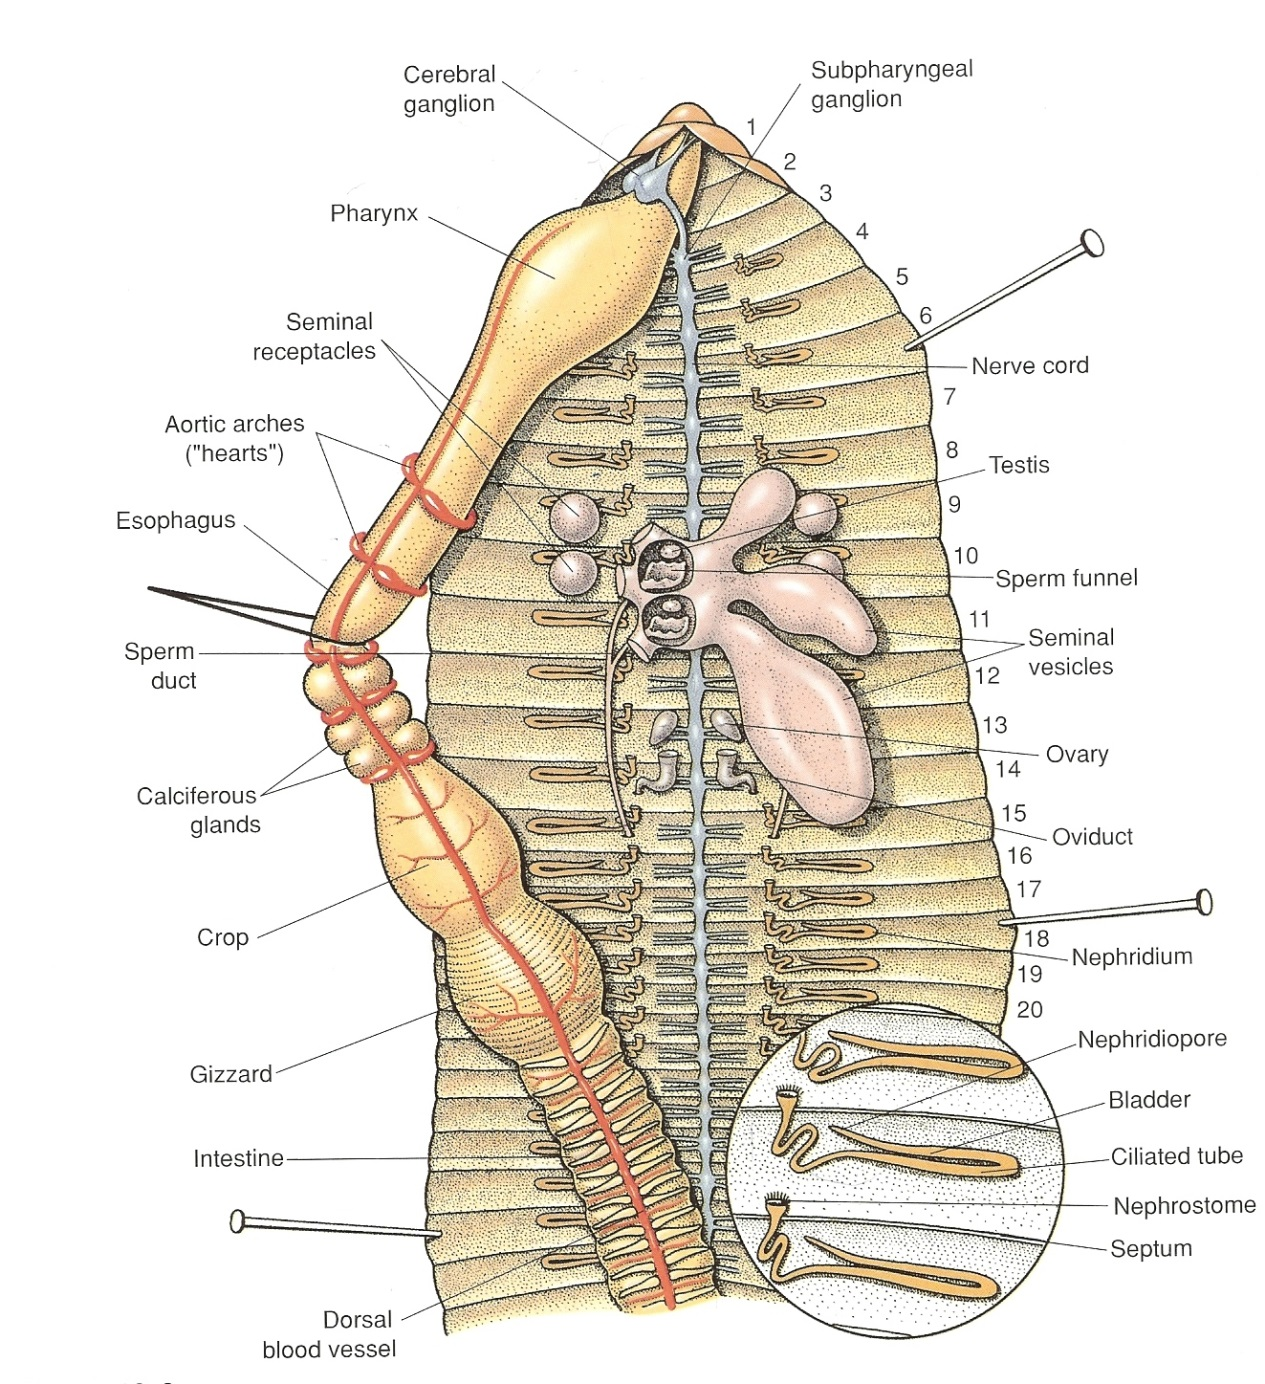 Cerebral
ganglion
Subpharyngeal
ganglion
1
2
3
4
5
6
7
8
9
10
11
12
13
14
15
16
17
18
19
20
Pharynx
Seminal
receptacles
Aortic arches
("hearts")
Esophagus
Sperm
duct
Calciferous
glands
Crop
Gizzard
Intestine
Dorsal
blood vessel
Nerve cord
Testis
Sperm funnel
Seminal
vesicles
Ovary
Oviduct
Nephridium
Nephridiopore
Bladder
Ciliated tube
Nephrostome
Septum